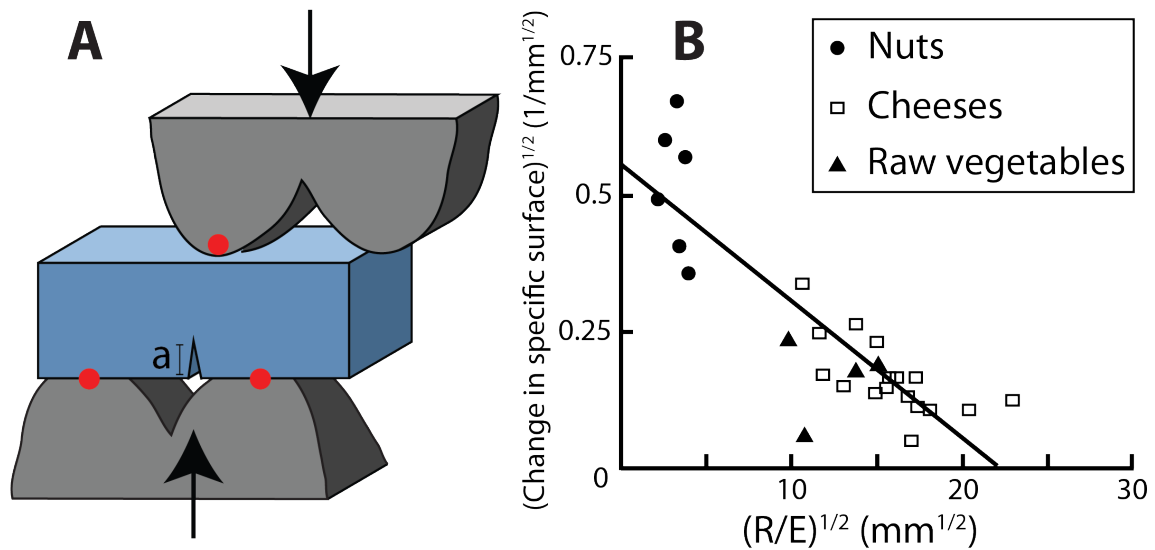 A
a
B
Nuts
Cheeses
Raw vegetables
(Change in specific surface)^1/2 (1/mm^1/2)
0.75
0.5
0.25
0
10
20
30
(R/E)^1/2 (mm^1/2)